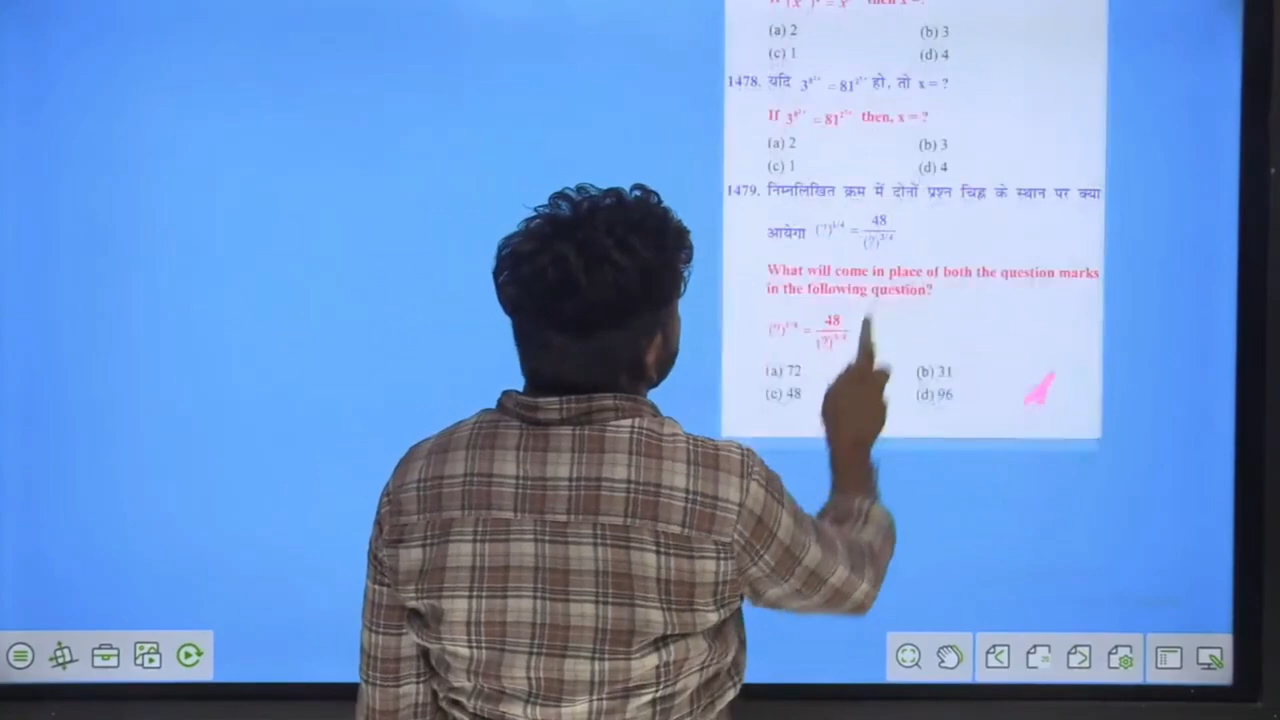 then x = ?
(a) 2 (b) 3
(c) 1 (d) 4
1478. यदि = 81 हो, तो x = ?
If = 81 then, x = ?
(a) 2 (b) 3
(c) 1 (d) 4
1479. निम्नलिखित क्रम में दोनों प्रश्न चिह्न के स्थान पर क्या
आयेगा (?) = 48 / (?)
What will come in place of both the question marks
in the following question?
(?) = 48 / (?)
(a) 72 (b) 31
(c) 48 (d) 96